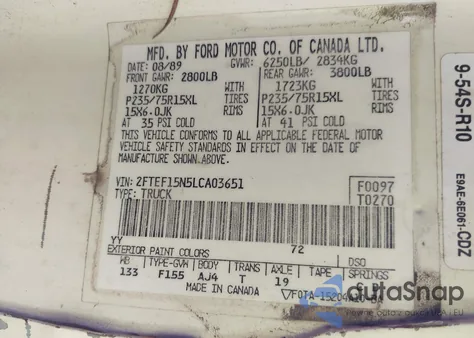 MFD. BY FORD MOTOR CO. OF CANADA LTD.
DATE: 08/89 GVWR: 6250LB/ 2834KG
FRONT GAWR: 2800LB REAR GAWR: 3800LB
1270KG WITH 1723KG WITH
P235/75R15XL TIRES P235/75R15XL TIRES
15X6.0JK RIMS 15X6.0JK RIMS
AT 35 PSI COLD AT 41 PSI COLD
THIS VEHICLE CONFORMS TO ALL APPLICABLE FEDERAL MOTOR
VEHICLE SAFETY STANDARDS IN EFFECT ON THE DATE OF
MANUFACTURE SHOWN ABOVE.
VIN: 2FTEF15N5LCA03651
TYPE: TRUCK
F0097
T0270
YY 72
EXTERIOR PAINT COLORS DSO
WB TYPE-GVW BODY TRANS AXLE TAPE SPRINGS
133 F155 AJ4 T 19
MADE IN CANADA
9-54S-R10
E9AE-6E061-CDZ
autaSnap